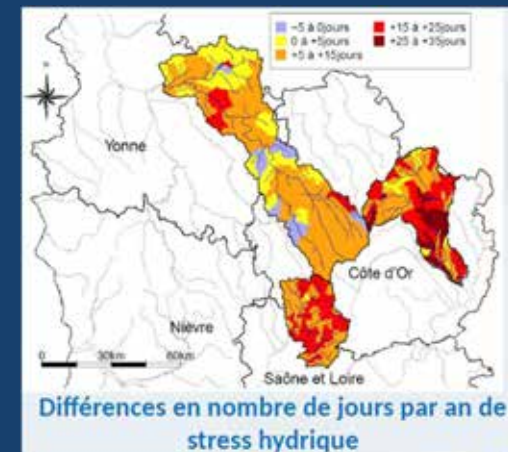 −5 à 0jours
0 à +5jours
+5 à +15jours
+15 à +25jours
+25 à +35jours
Yonne
Côte d'Or
Nièvre
0 30km 60km
Saône et Loire
Différences en nombre de jours par an de
stress hydrique